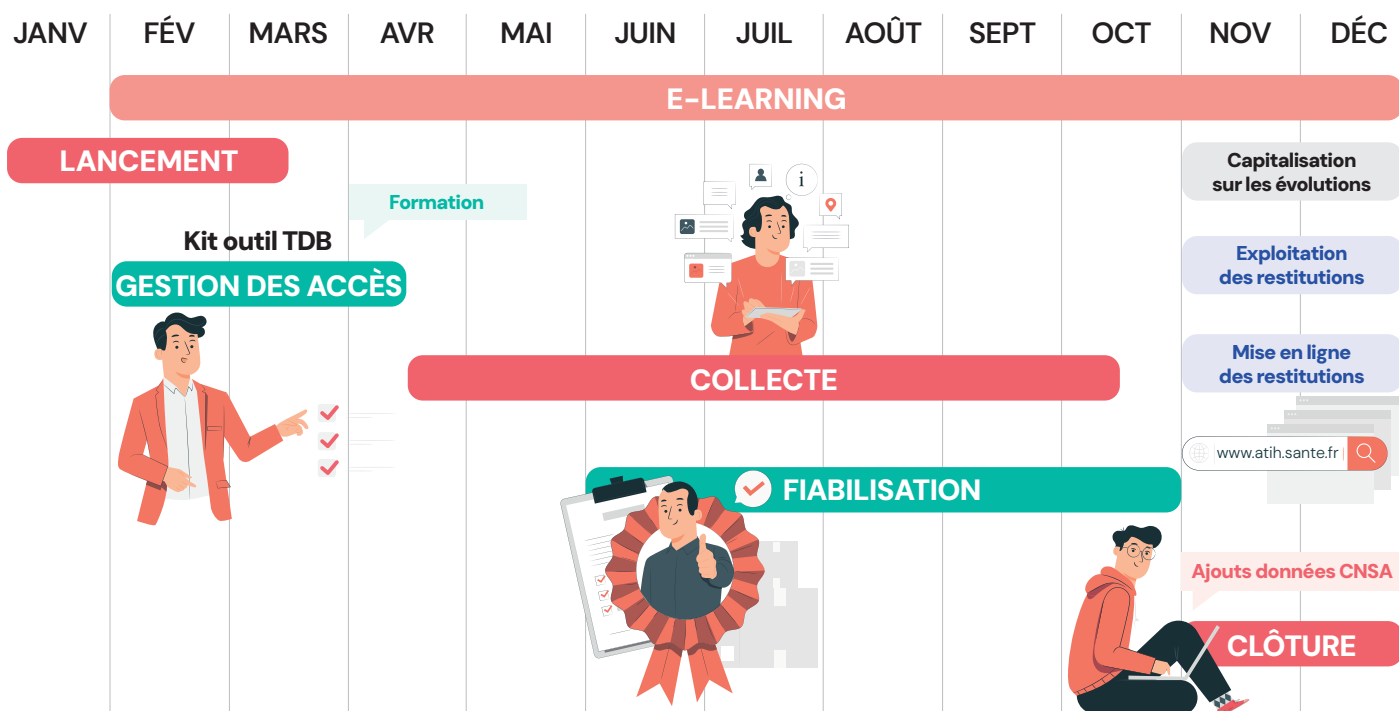 JANV FÉV MARS AVR MAI JUIN JUIL AOÛT SEPT OCT NOV DÉC
E-LEARNING
LANCEMENT
Capitalisation
sur les évolutions
i
Formation
Kit outil TDB
GESTION DES ACCÈS
Exploitation
des restitutions
Mise en ligne
des restitutions
COLLECTE
www.atih.sante.fr
FIABILISATION
Ajouts données CNSA
CLÔTURE